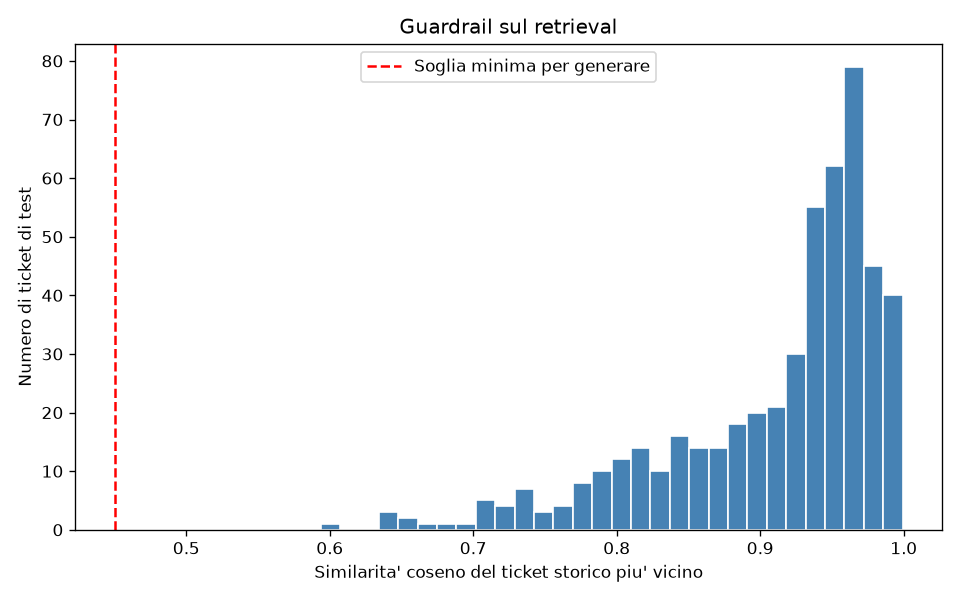 Guardrail sul retrieval
Soglia minima per generare
Numero di ticket di test
80
70
60
50
40
30
20
10
0
0.5 0.6 0.7 0.8 0.9 1.0
Similarita' coseno del ticket storico piu' vicino